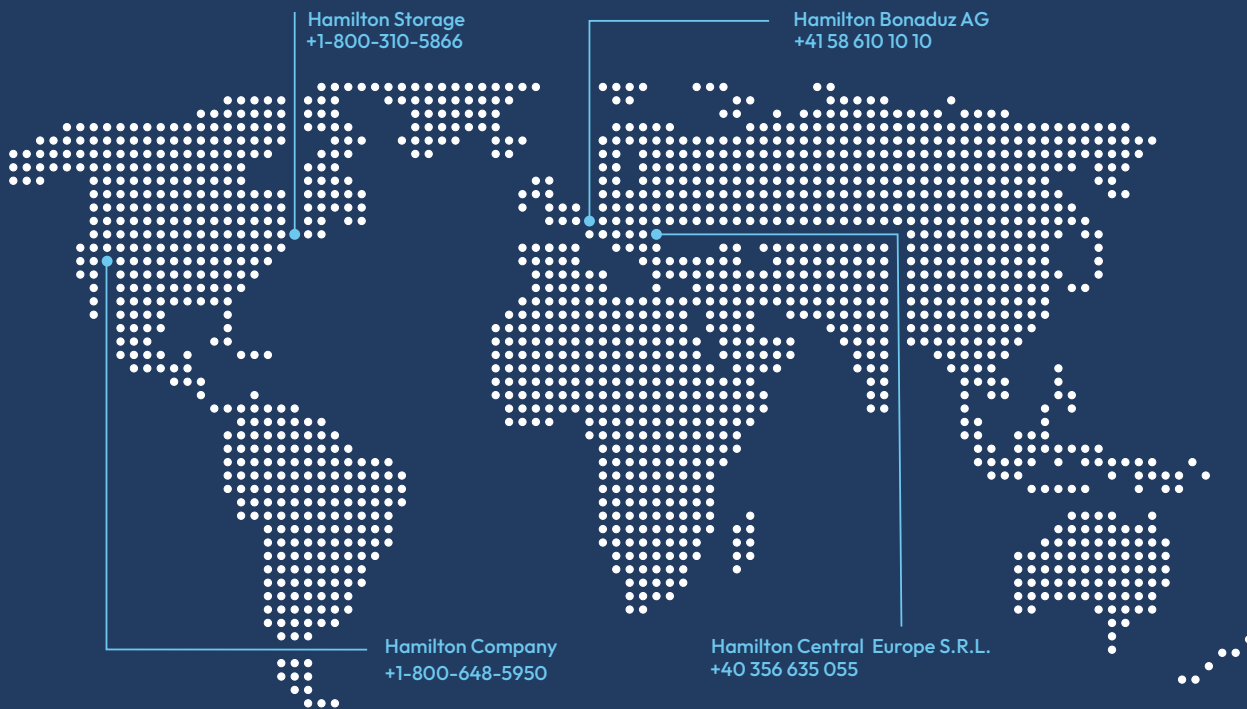 Hamilton Storage
+1-800-310-5866
Hamilton Bonaduz AG
+41 58 610 10 10
Hamilton Company
+1-800-648-5950
Hamilton Central Europe S.R.L.
+40 356 635 055